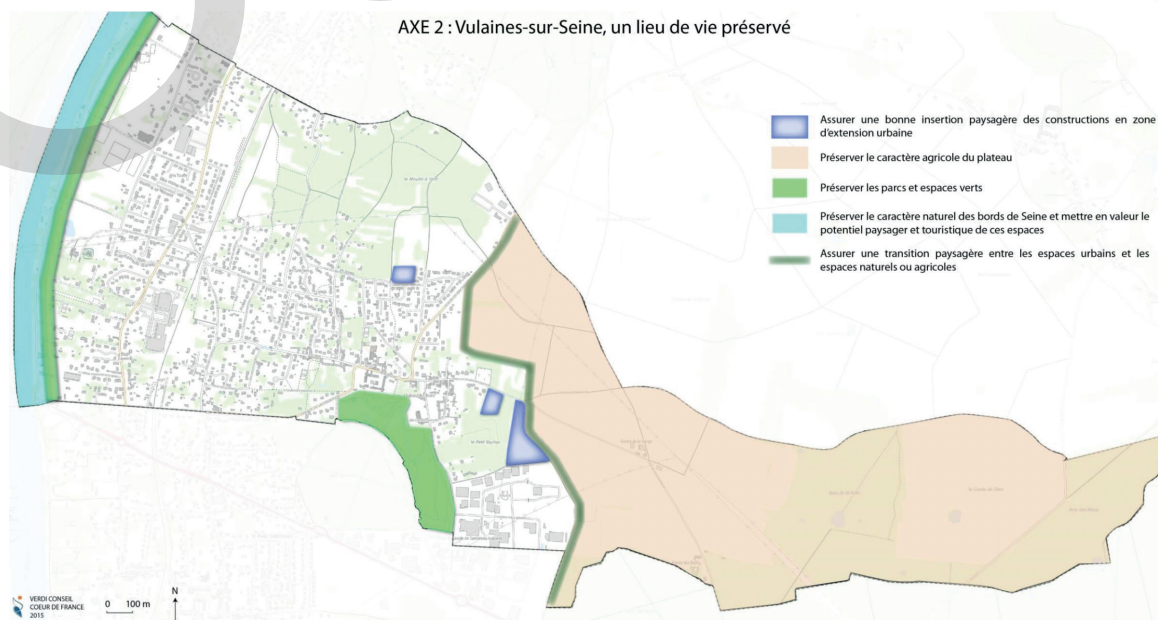 AXE 2 : Vulaines-sur-Seine, un lieu de vie préservé
Assurer une bonne insertion paysagère des constructions en zone
d'extension urbaine
Préserver le caractère agricole du plateau
Préserver les parcs et espaces verts
Préserver le caractère naturel des bords de Seine et mettre en valeur le
potentiel paysager et touristique de ces espaces
Assurer une transition paysagère entre les espaces urbains et les
espaces naturels ou agricoles
VERDI CONSEIL
COEUR DE FRANCE
2015
0 100 m
N